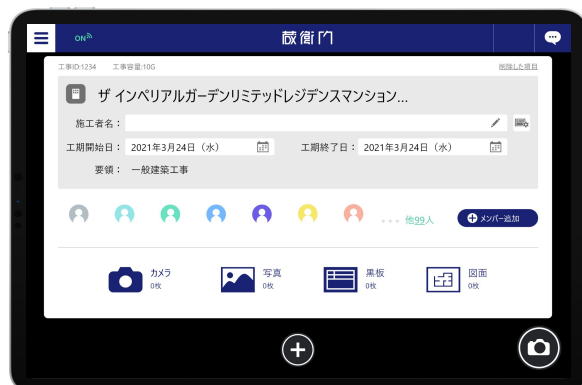 ON
蔵衛門
工事ID:1234 工事容量:10G 削除した項目
ザ インペリアルガーデンリミテッドレジデンスマンション...
施工者名：
工期開始日： 2021年3月24日（水） 工期終了日： 2021年3月24日（水）
要領： 一般建築工事
他99人 メンバー追加
カメラ 写真 黒板 図面
0枚 0枚 0枚 0枚